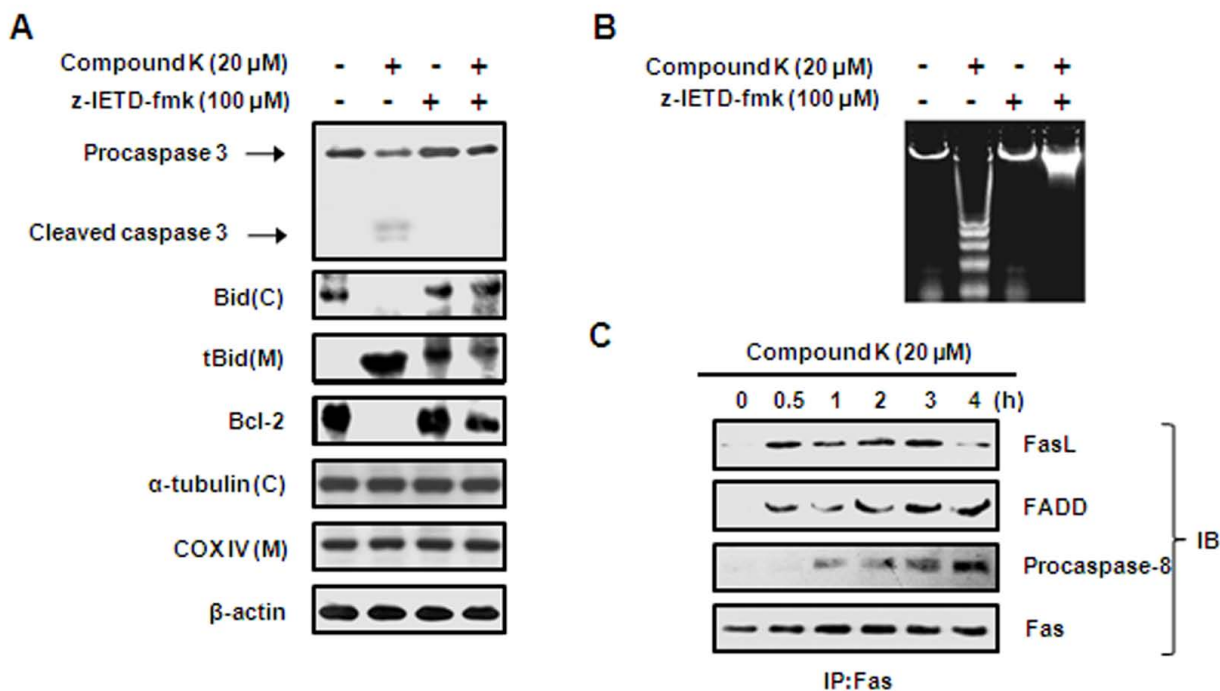 A
Compound K (20 µM) - + - +
z-IETD-fmk (100 µM) - - + +
Procaspase 3
Cleaved caspase 3
Bid(C)
tBid(M)
Bcl-2
α-tubulin (C)
COX IV (M)
β-actin
B
Compound K (20 µM) - + - +
z-IETD-fmk (100 µM) - - + +
C
Compound K (20 µM)
0 0.5 1 2 3 4 (h)
FasL
FADD
Procaspase-8
Fas
IB
IP:Fas